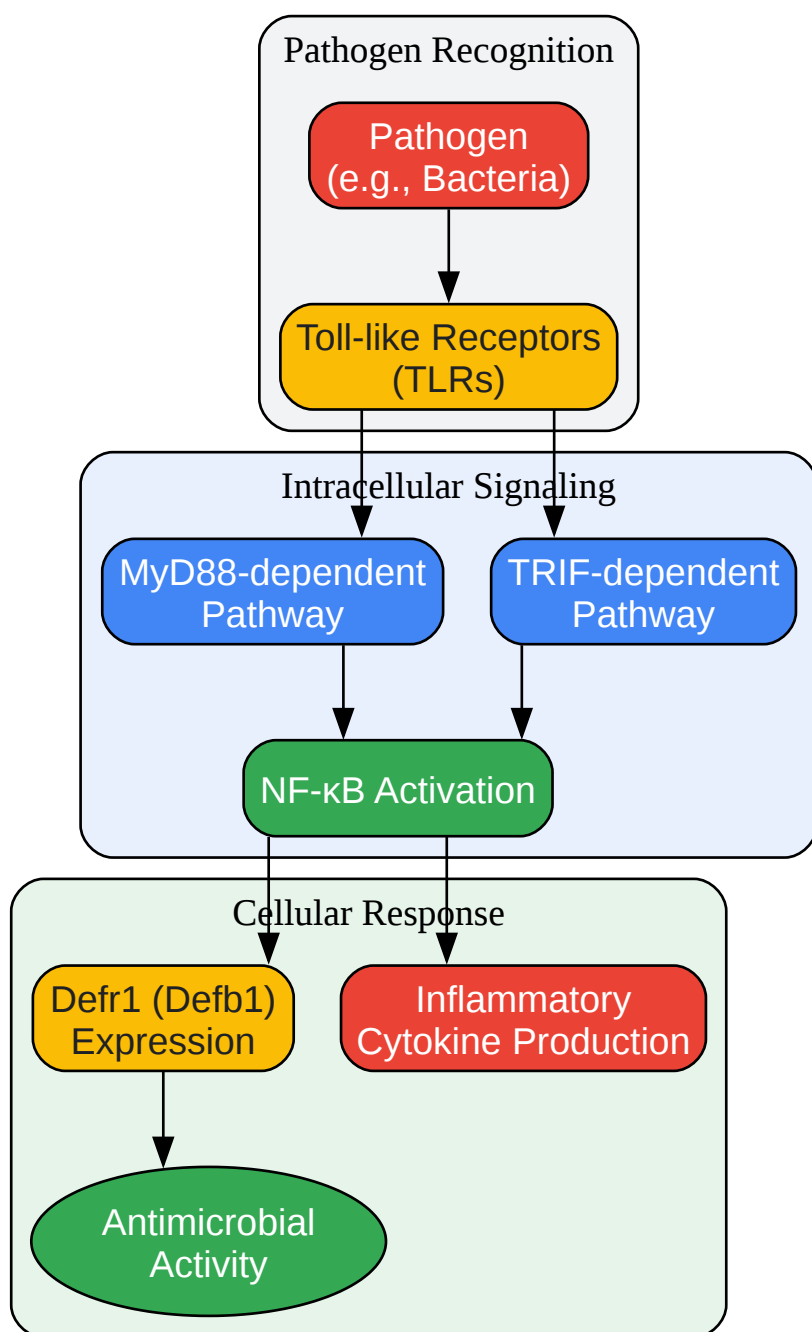 Pathogen Recognition
Pathogen
(e.g., Bacteria)
Toll-like Receptors
(TLRs)
Intracellular Signaling
MyD88-dependent
Pathway
TRIF-dependent
Pathway
NF-κB Activation
Cellular Response
Defr1 (Defb1)
Expression
Inflammatory
Cytokine Production
Antimicrobial
Activity